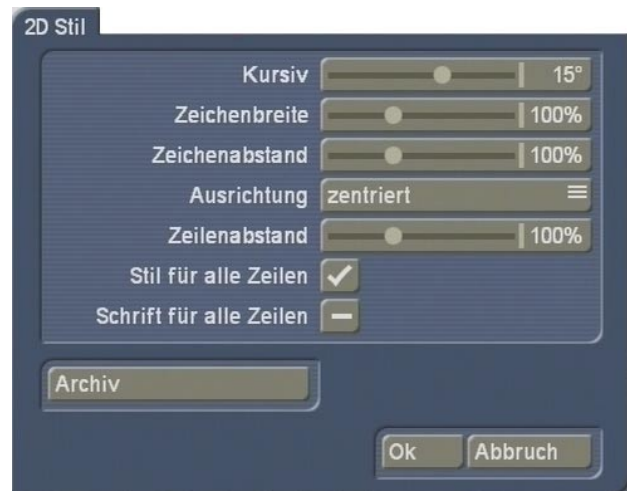 2D Stil
Kursiv 15°
Zeichenbreite 100%
Zeichenabstand 100%
Ausrichtung zentriert
Zeilenabstand 100%
Stil für alle Zeilen
Schrift für alle Zeilen
Archiv
Ok Abbruch